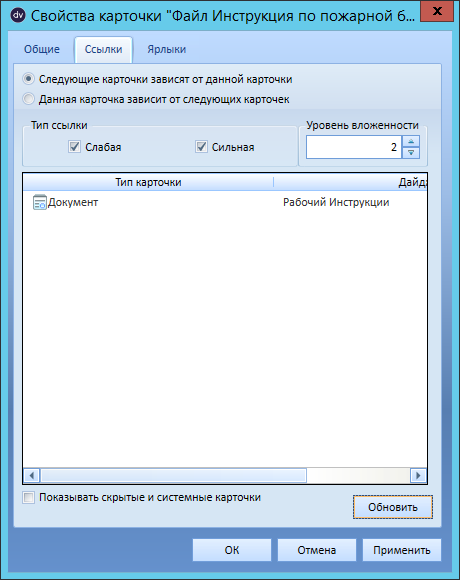 dv Свойства карточки "Файл Инструкция по пожарной б... x
Общие Ссылки Ярлыки
Следующие карточки зависят от данной карточки
Данная карточка зависит от следующих карточек
Тип ссылки Уровень вложенности
Слабая Сильная 2
Тип карточки Дайдж
Документ Рабочий Инструкции
Показывать скрытые и системные карточки
Обновить
ОК Отмена Применить